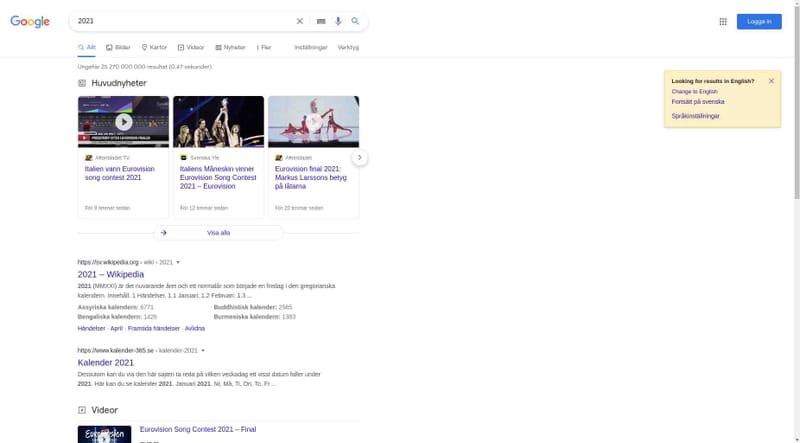 Google
2021
Logga in
Allt Bilder Kartor Videor Nyheter Fler Inställningar Verktyg
Ungefär 25 270 000 000 resultat (0,47 sekunder)
Looking for results in English?
Change to English
Fortsätt på svenska
Språkinställningar
Huvudnyheter
Aftonbladet TV
Italien vann Eurovision
song contest 2021
För 9 timmar sedan
Svenska Yle
Italiens Måneskin vinner
Eurovision Song Contest
2021 – Eurovision
För 12 timmar sedan
Aftonbladet
Eurovision final 2021:
Markus Larssons betyg
på låtarna
För 20 timmar sedan
Visa alla
https://sv.wikipedia.org › wiki › 2021
2021 – Wikipedia
2021 (MMXXI) är det nuvarande året och ett normalår som började en fredag i den gregorianska
kalendern. Innehåll. 1 Händelser. 1.1 Januari; 1.2 Februari; 1.3 ...
Assyriska kalendern: 6771 Buddhistisk kalender: 2565
Bengaliska kalendern: 1428 Burmesiska kalendern: 1383
Händelser · April · Framtida händelser · Avlidna
https://www.kalender-365.se › kalender-2021
Kalender 2021
Dessutom kan du via den här sajten ta reda på vilken veckodag ett visst datum faller under
2021. Här kan du se kalender 2021. Januari 2021. Nr, Må, Ti, On, To, Fr ...
Videor
Eurovision
Eurovision Song Contest 2021 – Final